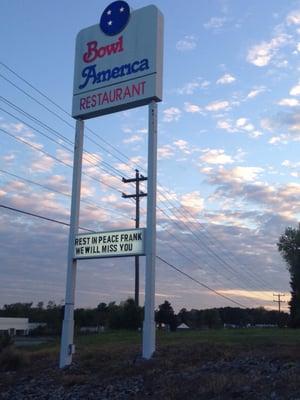 Bowl
America
RESTAURANT
REST IN PEACE FRANK
WE WILL MISS YOU